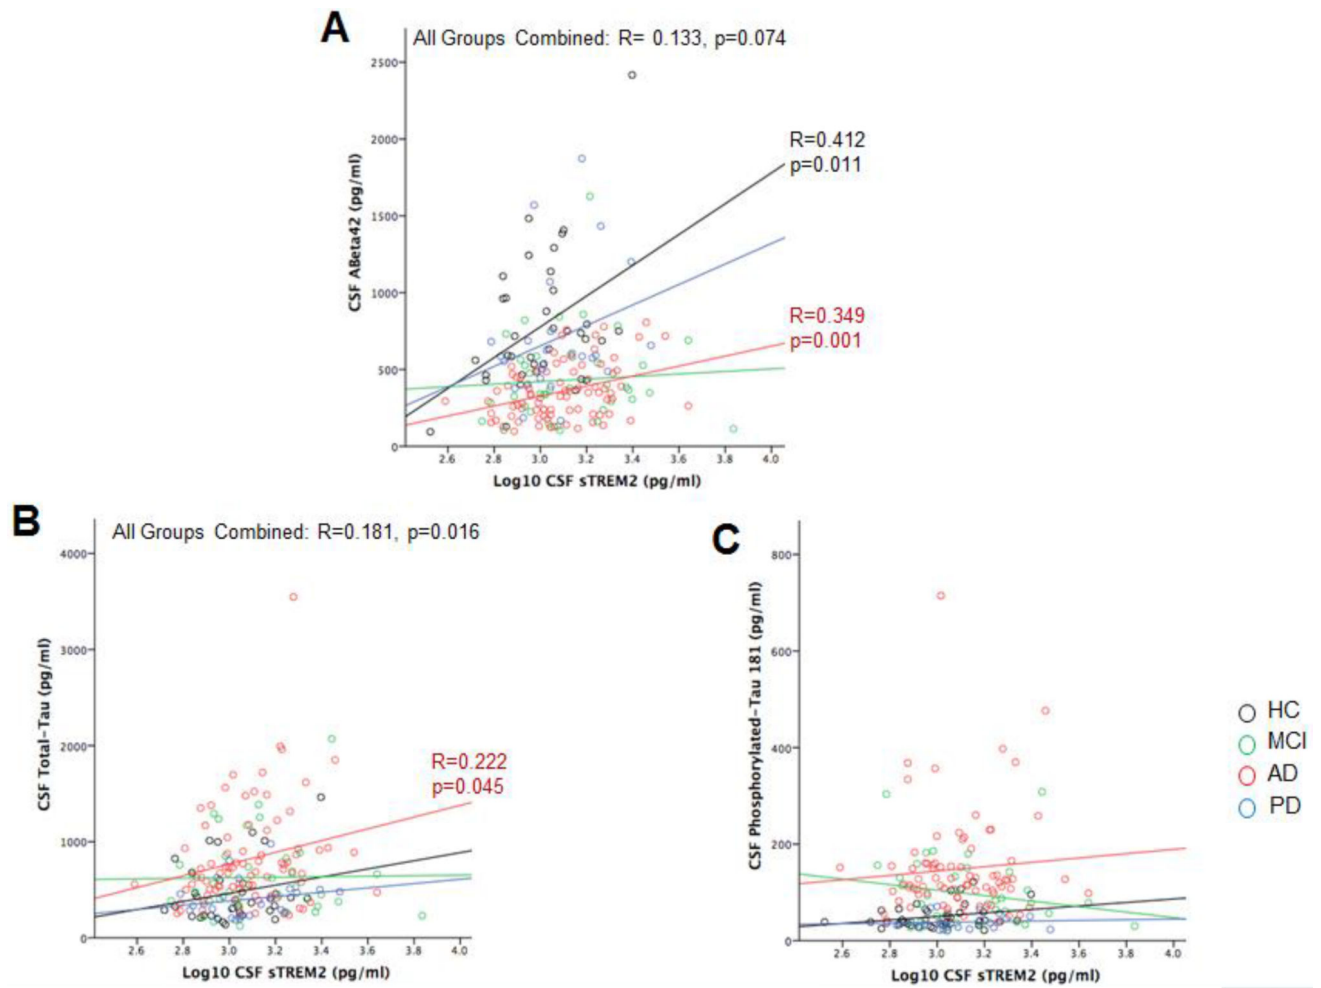 A
All Groups Combined: R= 0.133, p=0.074
2500
2000
1500
1000
500
0
CSF ABeta42 (pg/ml)
R=0.412
p=0.011
R=0.349
p=0.001
2.6 2.8 3.0 3.2 3.4 3.6 3.8 4.0
Log10 CSF sTREM2 (pg/ml)
B
All Groups Combined: R=0.181, p=0.016
4000
3000
2000
1000
0
CSF Total-Tau (pg/ml)
R=0.222
p=0.045
2.6 2.8 3.0 3.2 3.4 3.6 3.8 4.0
Log10 CSF sTREM2 (pg/ml)
C
800
600
400
200
0
CSF Phosphorylated-Tau 181 (pg/ml)
2.6 2.8 3.0 3.2 3.4 3.6 3.8 4.0
Log10 CSF sTREM2 (pg/ml)
HC
MCI
AD
PD